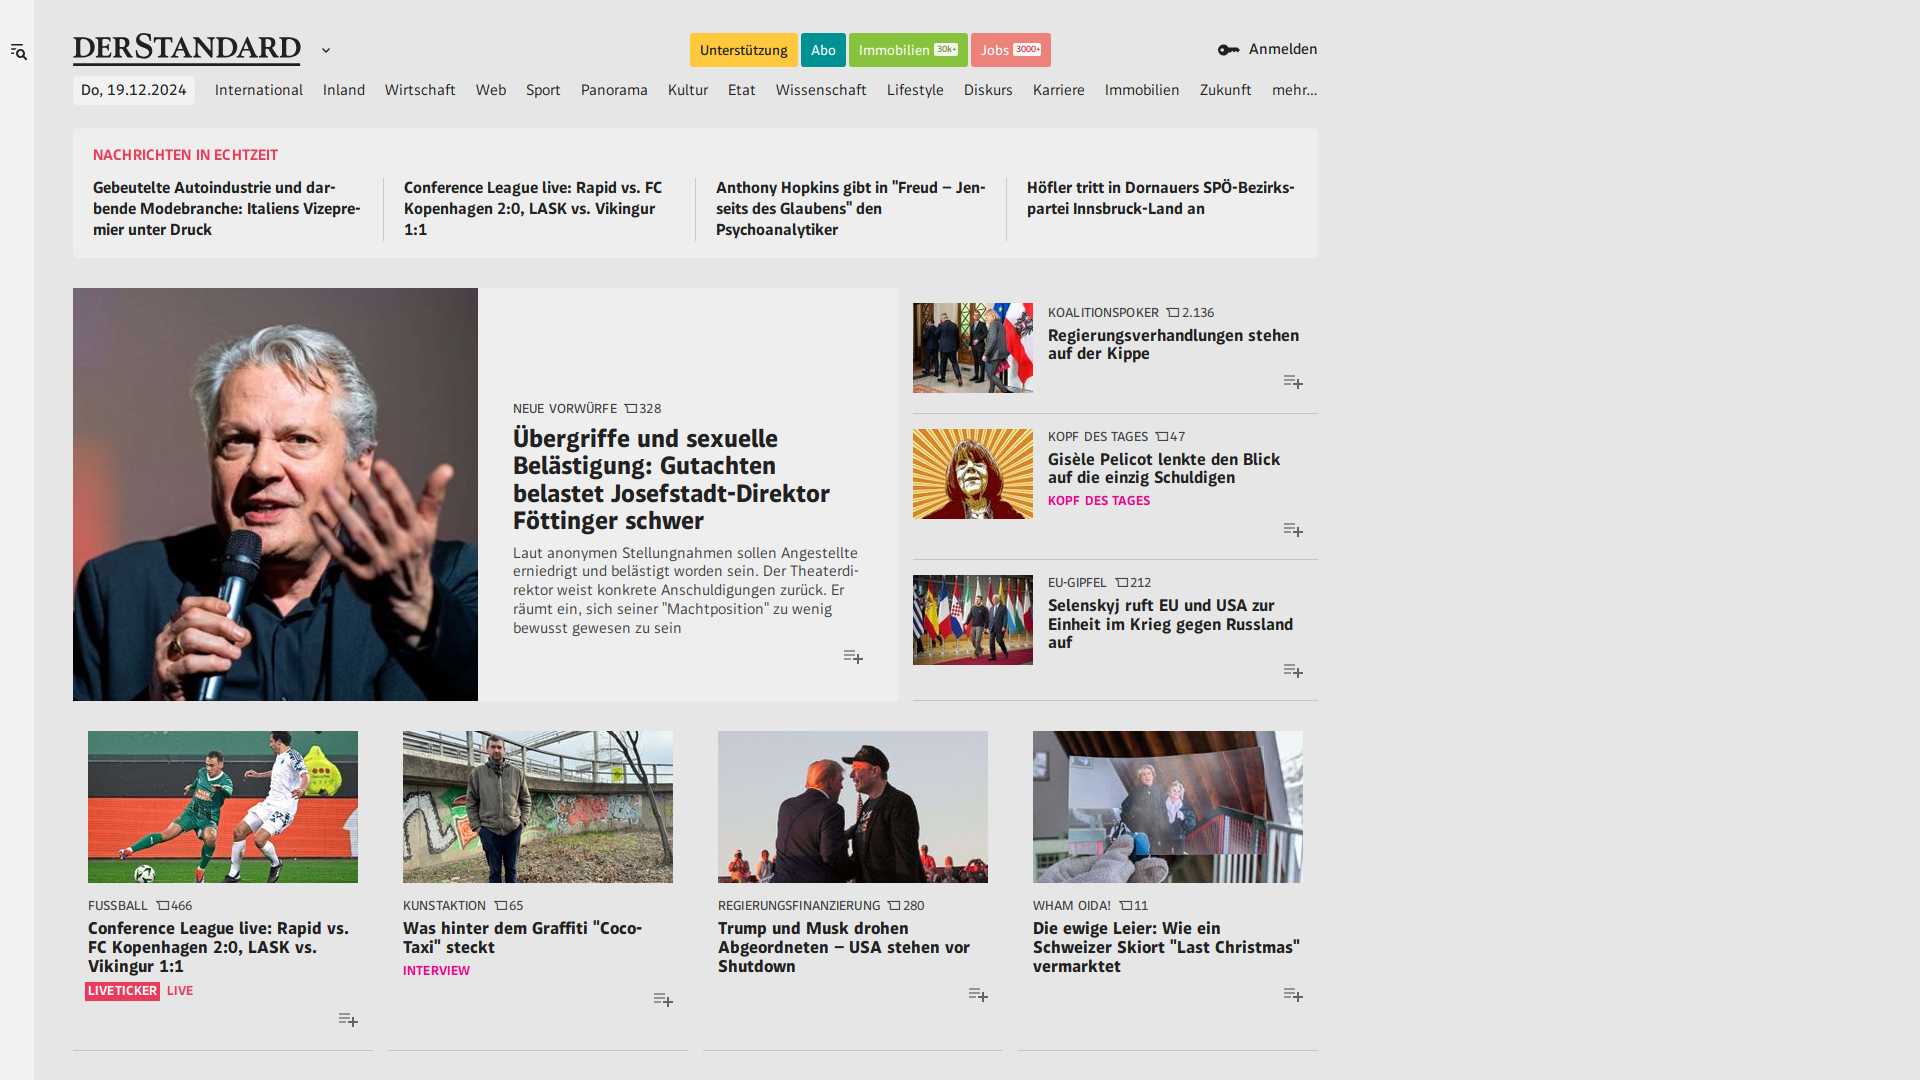 DERSTANDARD
Unterstützung
Abo
Immobilien 30k+
Jobs 3000+
Anmelden
Do, 19.12.2024
International
Inland
Wirtschaft
Web
Sport
Panorama
Kultur
Etat
Wissenschaft
Lifestyle
Diskurs
Karriere
Immobilien
Zukunft
mehr...
NACHRICHTEN IN ECHTZEIT
Gebeutelte Autoindustrie und dar-
bende Modebranche: Italiens Vizepre-
mier unter Druck
Conference League live: Rapid vs. FC
Kopenhagen 2:0, LASK vs. Vikingur
1:1
Anthony Hopkins gibt in "Freud – Jen-
seits des Glaubens" den
Psychoanalytiker
Höfler tritt in Dornauers SPÖ-Bezirks-
partei Innsbruck-Land an
NEUE VORWÜRFE 328
Übergriffe und sexuelle
Belästigung: Gutachten
belastet Josefstadt-Direktor
Föttinger schwer
Laut anonymen Stellungnahmen sollen Angestellte
erniedrigt und belästigt worden sein. Der Theaterdi-
rektor weist konkrete Anschuldigungen zurück. Er
räumt ein, sich seiner "Machtposition" zu wenig
bewusst gewesen zu sein
KOALITIONSPOKER 2.136
Regierungsverhandlungen stehen
auf der Kippe
KOPF DES TAGES 47
Gisèle Pelicot lenkte den Blick
auf die einzig Schuldigen
KOPF DES TAGES
EU-GIPFEL 212
Selenskyj ruft EU und USA zur
Einheit im Krieg gegen Russland
auf
FUSSBALL 466
Conference League live: Rapid vs.
FC Kopenhagen 2:0, LASK vs.
Vikingur 1:1
LIVETICKER LIVE
KUNSTAKTION 65
Was hinter dem Graffiti "Coco-
Taxi" steckt
INTERVIEW
REGIERUNGSFINANZIERUNG 280
Trump und Musk drohen
Abgeordneten – USA stehen vor
Shutdown
WHAM OIDA! 11
Die ewige Leier: Wie ein
Schweizer Skiort "Last Christmas"
vermarktet